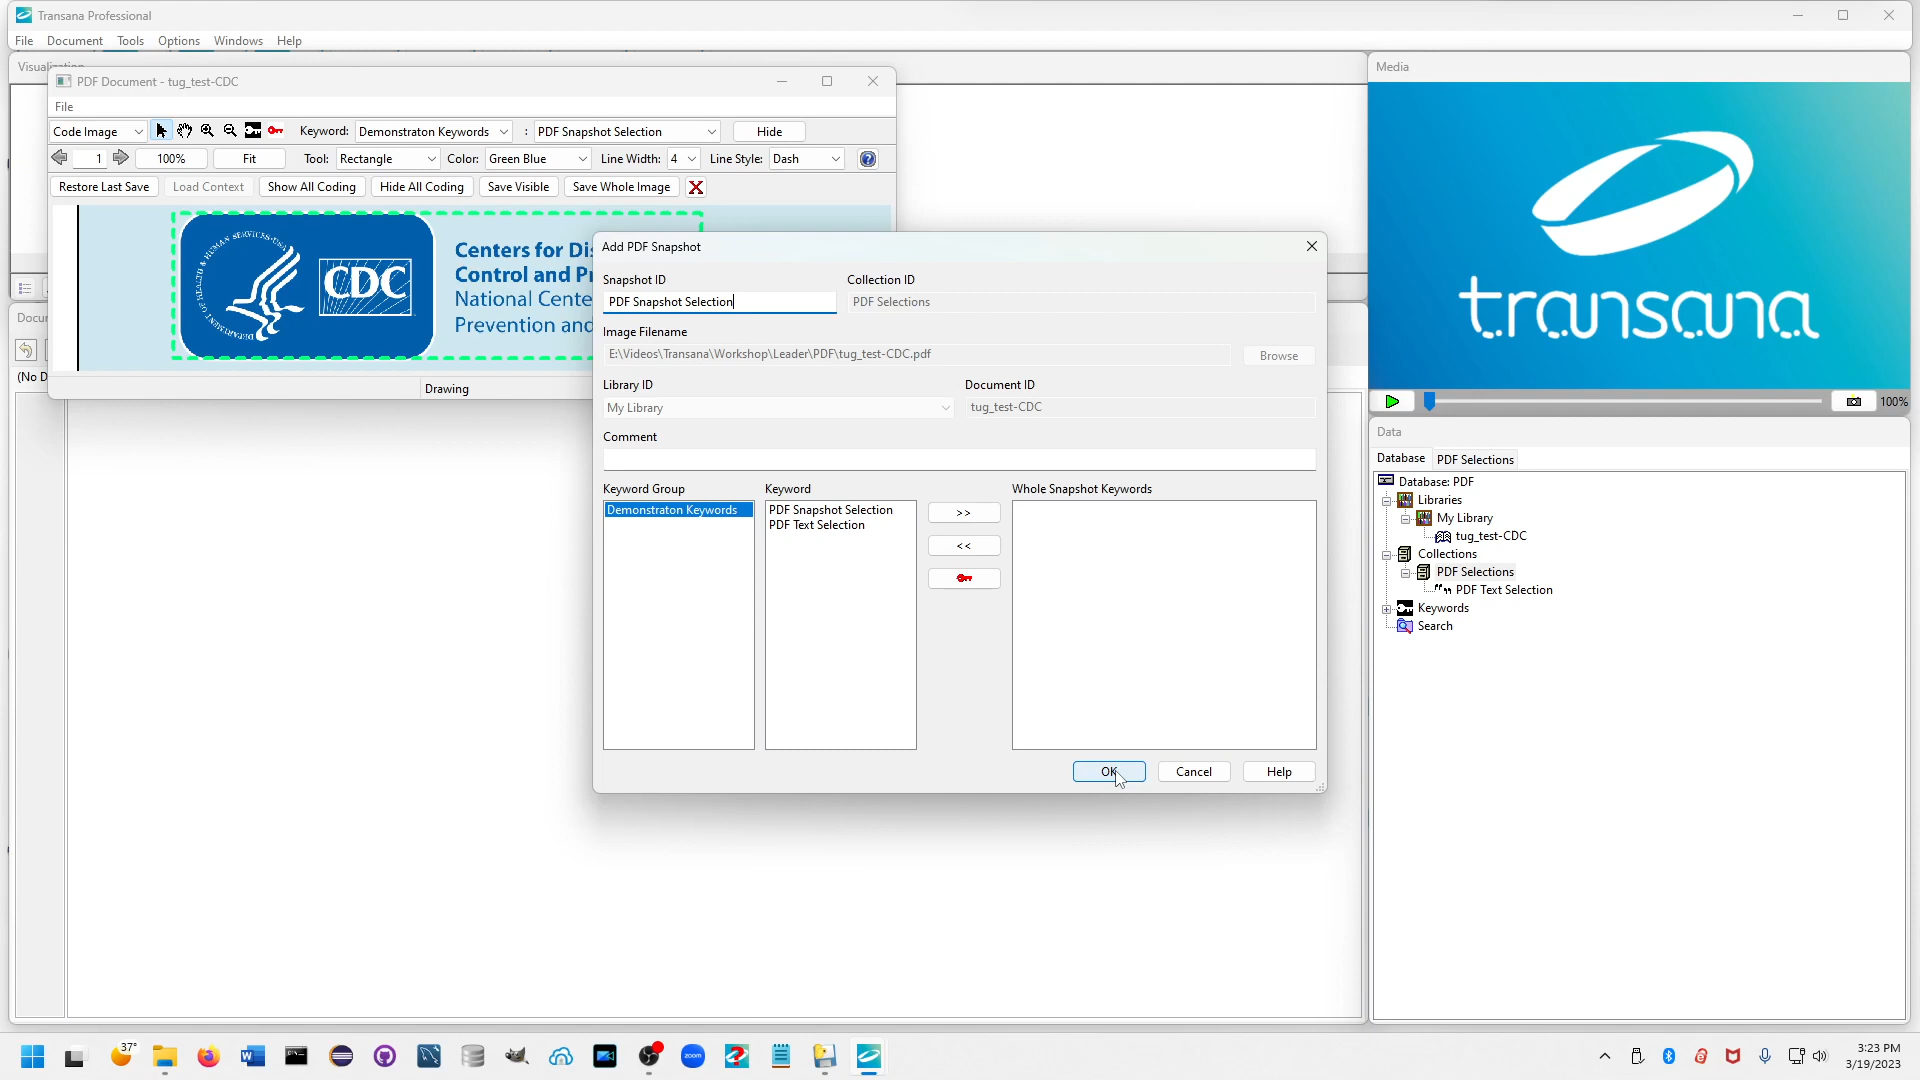 Transana Professional
File Document Tools Options Windows Help
Media
PDF Document - tug_test-CDC
File
Code Image Keyword: Demonstraton Keywords : PDF Snapshot Selection Hide
1 100% Fit Tool: Rectangle Color: Green Blue Line Width: 4 Line Style: Dash
Restore Last Save Load Context Show All Coding Hide All Coding Save Visible Save Whole Image
CDC
Centers for Di
Control and P
National Cente
Prevention and
Drawing
(No D
Add PDF Snapshot
Snapshot ID Collection ID
PDF Snapshot Selection PDF Selections
Image Filename
E:\Videos\Transana\Workshop\Leader\PDF\tug_test-CDC.pdf Browse
Library ID Document ID
My Library tug_test-CDC
Comment
Keyword Group Keyword Whole Snapshot Keywords
Demonstraton Keywords PDF Snapshot Selection >>
PDF Text Selection
<<
OK Cancel Help
transana
100%
Data
Database PDF Selections
Database: PDF
Libraries
My Library
tug_test-CDC
Collections
PDF Selections
PDF Text Selection
Keywords
Search
37°
zoom
3:23 PM
3/19/2023